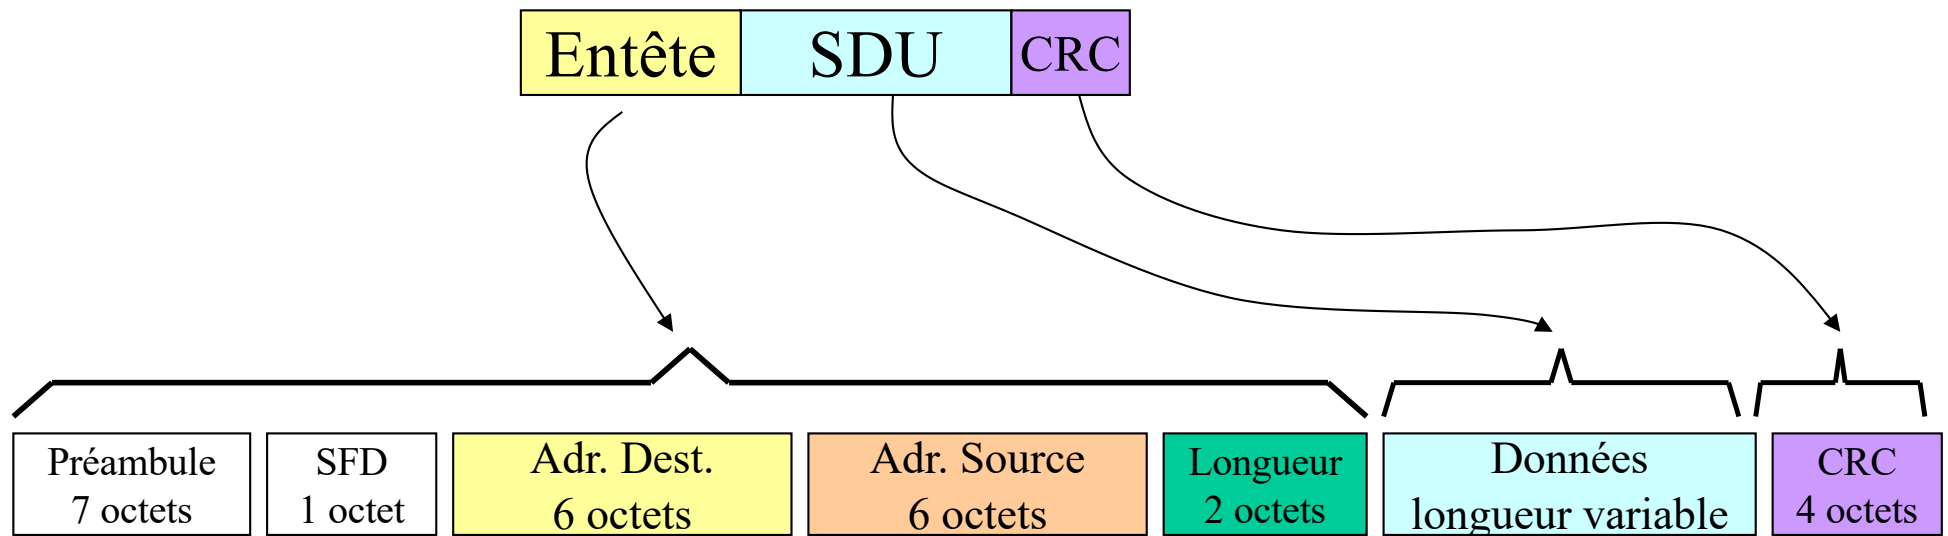 Entête
SDU
CRC
Préambule
7 octets
SFD
1 octet
Adr. Dest.
6 octets
Adr. Source
6 octets
Longueur
2 octets
Données
longueur variable
CRC
4 octets